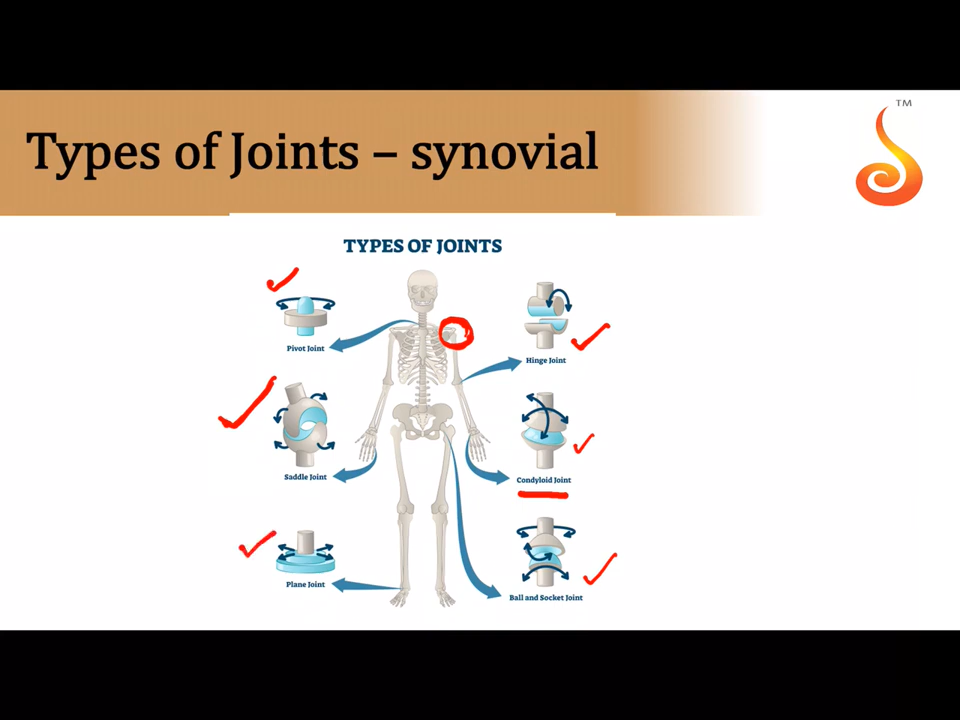 Types of Joints – synovial
TM
TYPES OF JOINTS
Pivot Joint
Hinge Joint
Saddle Joint
Condyloid Joint
Plane Joint
Ball and Socket Joint